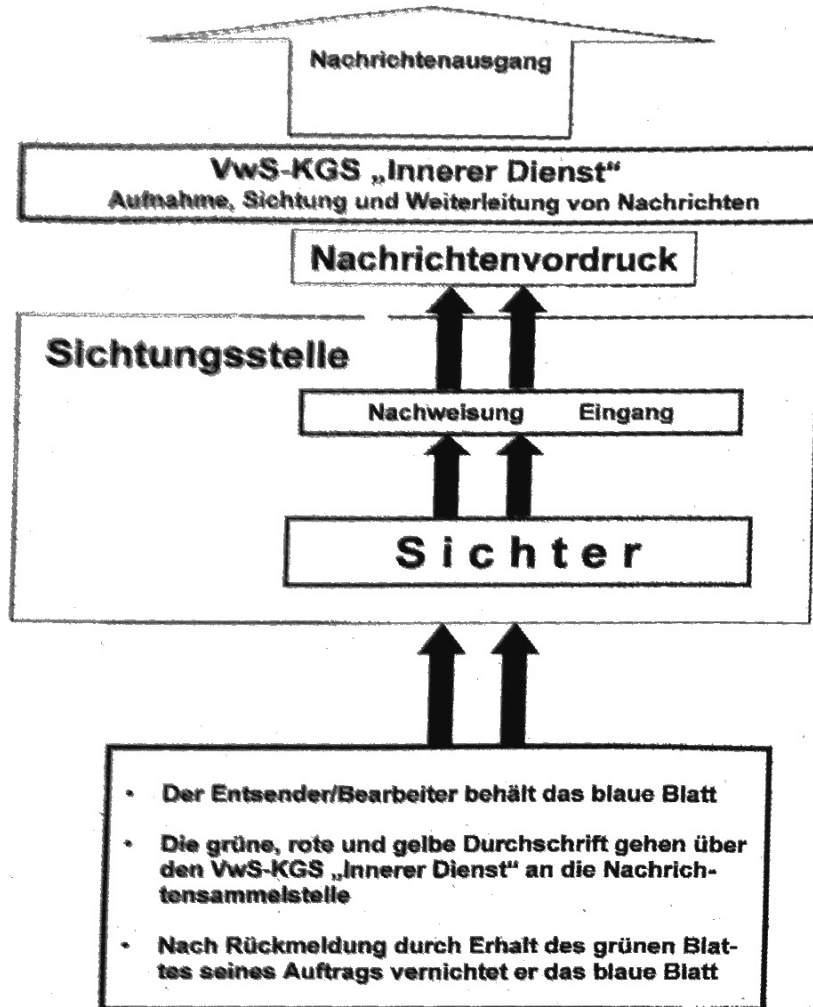 Nachrichtenausgang
VwS-KGS „Innerer Dienst“
Aufnahme, Sichtung und Weiterleitung von Nachrichten
Nachrichtenvordruck
Sichtungsstelle
Nachweisung Eingang
Sichter
• Der Entsender/Bearbeiter behält das blaue Blatt
• Die grüne, rote und gelbe Durchschrift gehen über
den VwS-KGS „Innerer Dienst“ an die Nachrich-
tensammelstelle
• Nach Rückmeldung durch Erhalt des grünen Blat-
tes seines Auftrags vernichtet er das blaue Blatt